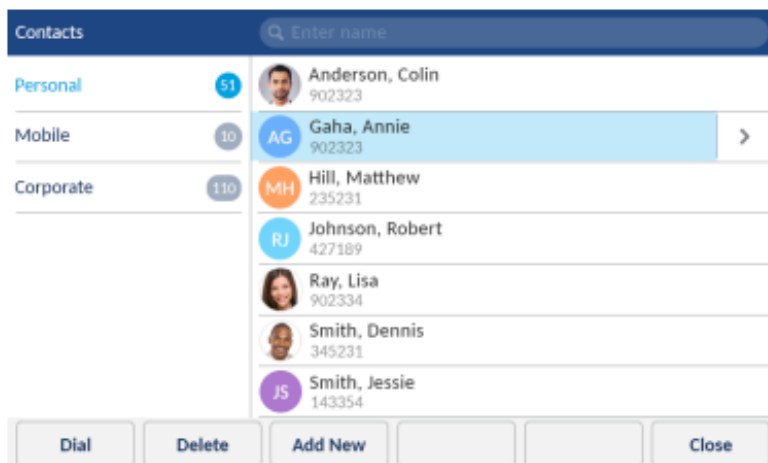 Contacts
Enter name
Personal 51
Mobile 10
Corporate 110
Anderson, Colin
902323
AG Gaha, Annie
902323
MH Hill, Matthew
235231
RJ Johnson, Robert
427189
Ray, Lisa
902334
Smith, Dennis
345231
JS Smith, Jessie
143354
Dial Delete Add New Close